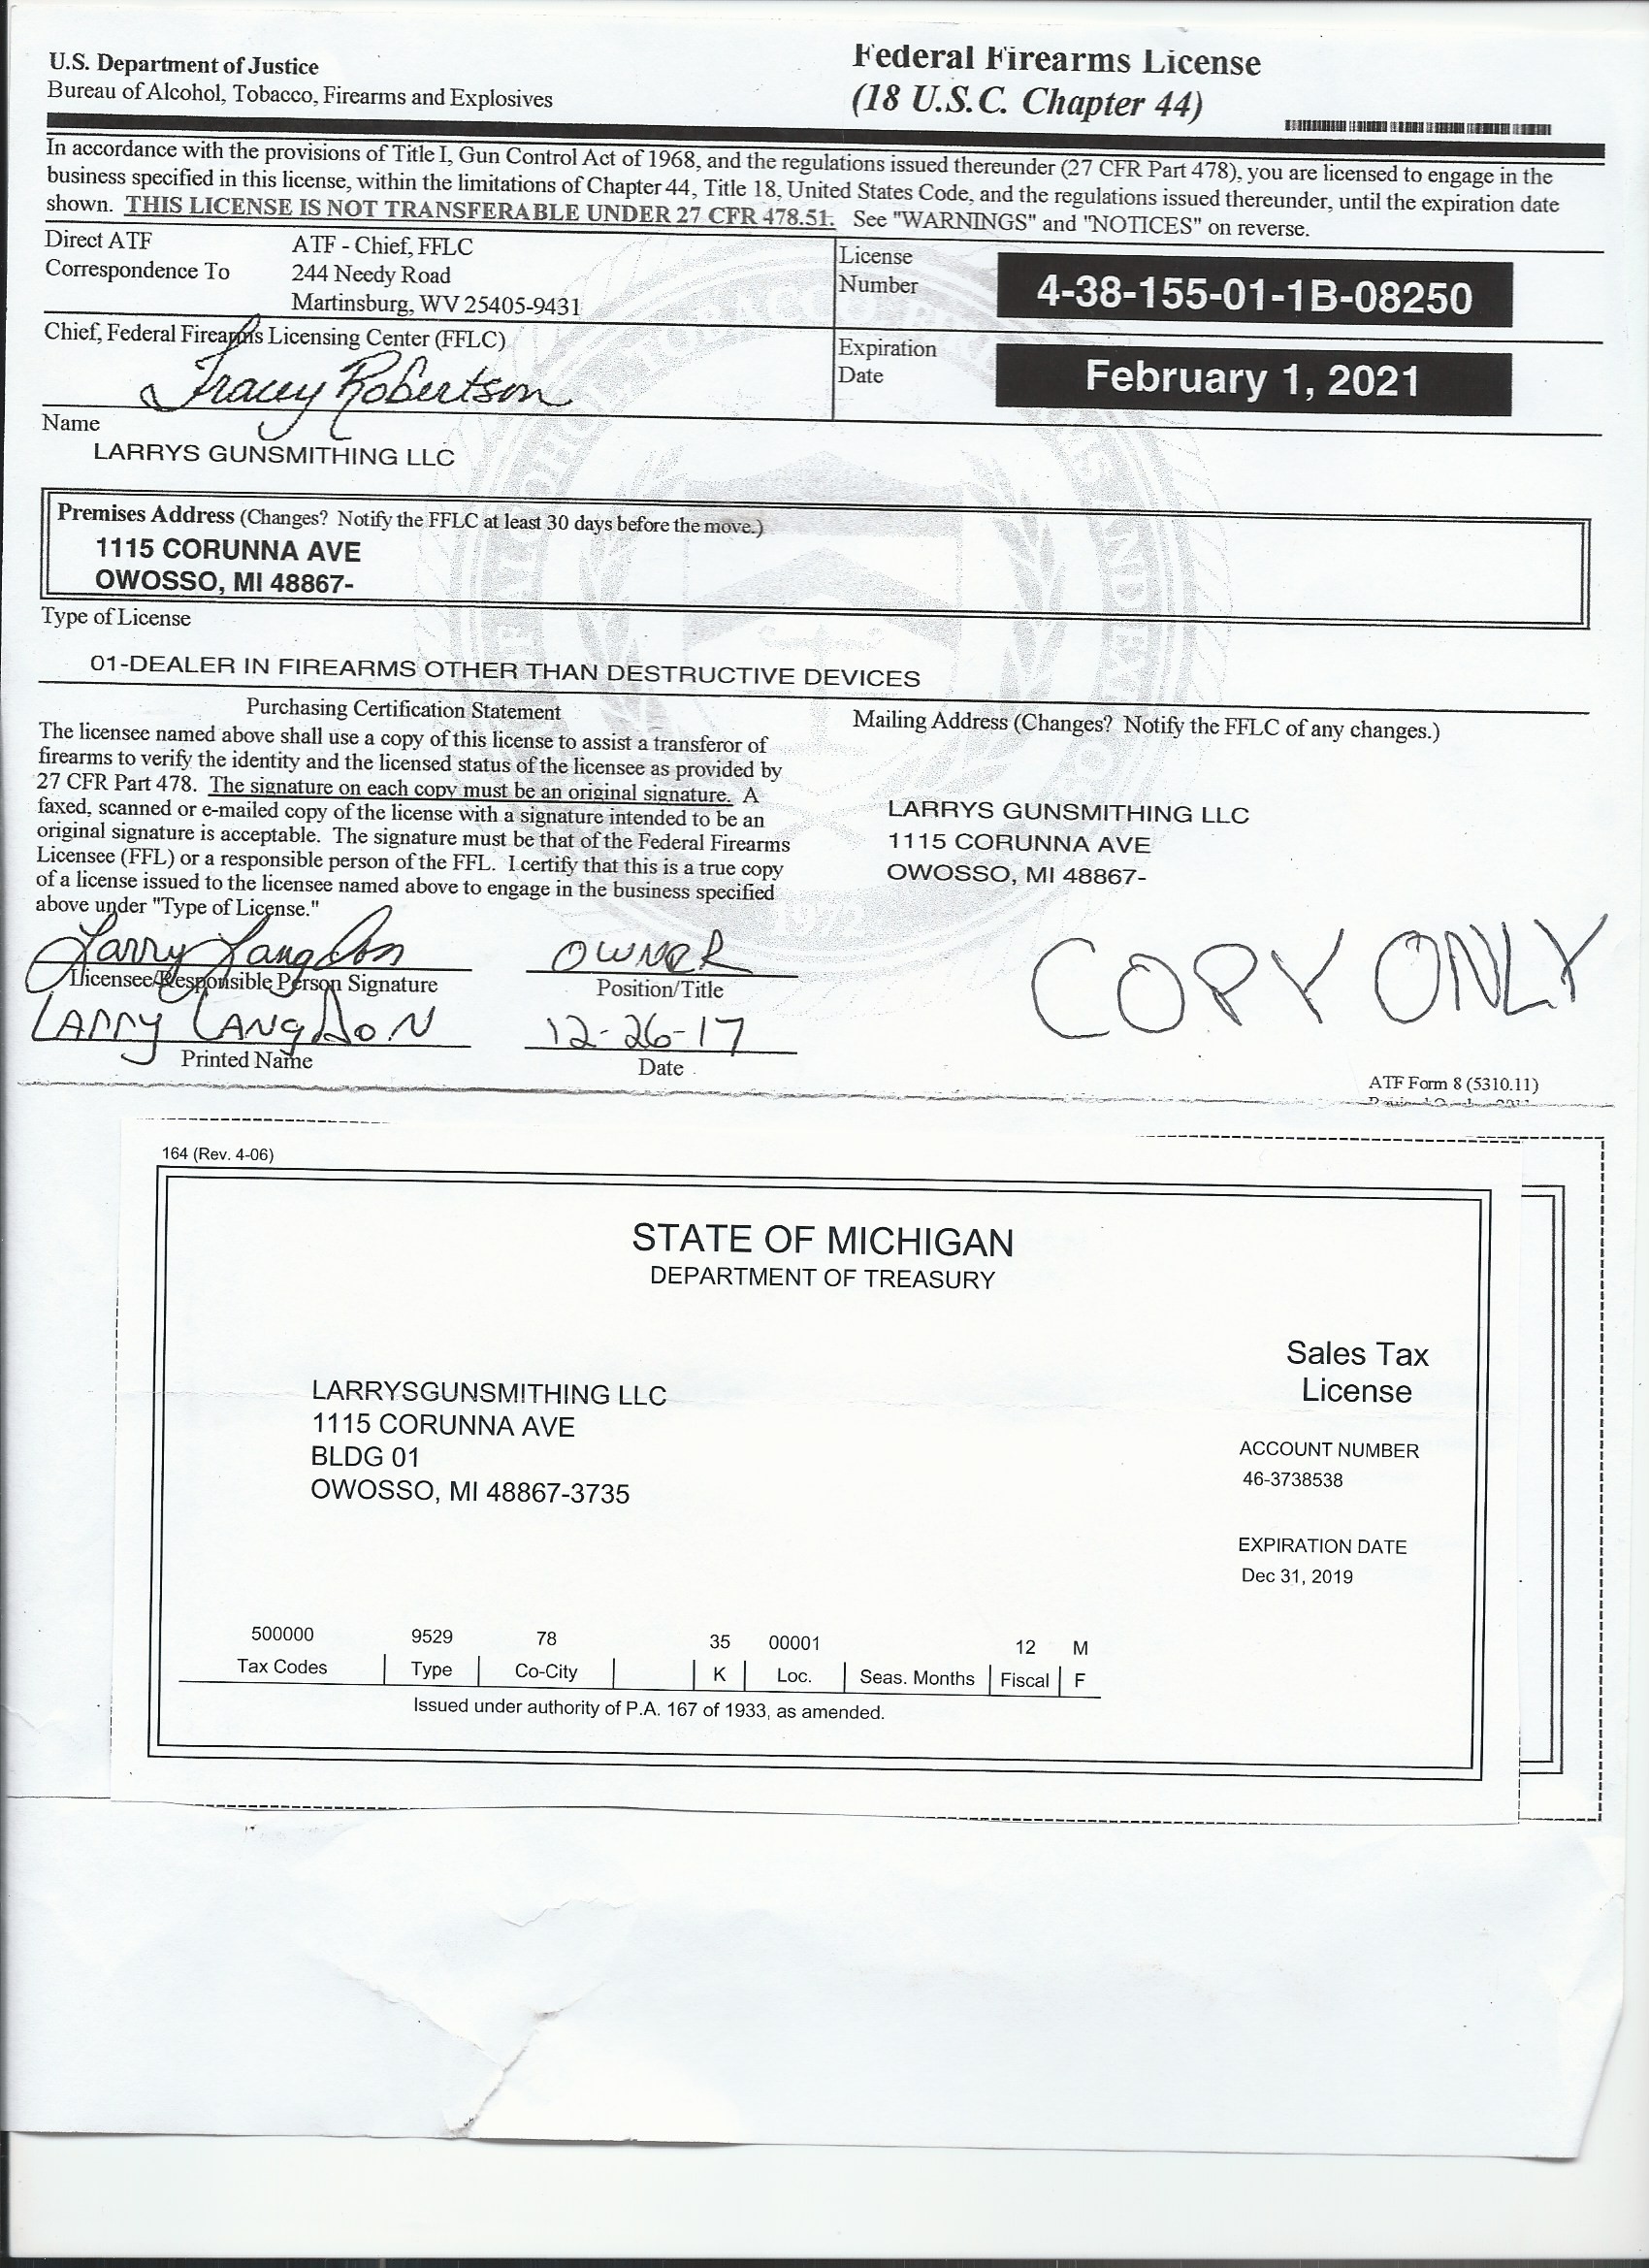 U.S. Department of Justice
Bureau of Alcohol, Tobacco, Firearms and Explosives
Federal Firearms License
(18 U.S.C. Chapter 44)
In accordance with the provisions of Title I, Gun Control Act of 1968, and the regulations issued thereunder (27 CFR Part 478), you are licensed to engage in the
business specified in this license, within the limitations of Chapter 44, Title 18, United States Code, and the regulations issued thereunder, until the expiration date
shown. THIS LICENSE IS NOT TRANSFERABLE UNDER 27 CFR 478.51. See "WARNINGS" and "NOTICES" on reverse.
Direct ATF
Correspondence To
ATF - Chief, FFLC
244 Needy Road
Martinsburg, WV 25405-9431
License
Number
4-38-155-01-1B-08250
Chief, Federal Firearms Licensing Center (FFLC)
Tracey Robertson
Expiration
Date
February 1, 2021
Name
LARRYS GUNSMITHING LLC
Premises Address (Changes? Notify the FFLC at least 30 days before the move.)
1115 CORUNNA AVE
OWOSSO, MI 48867-
Type of License
01-DEALER IN FIREARMS OTHER THAN DESTRUCTIVE DEVICES
Purchasing Certification Statement
The licensee named above shall use a copy of this license to assist a transferor of
firearms to verify the identity and the licensed status of the licensee as provided by
27 CFR Part 478. The signature on each copy must be an original signature. A
faxed, scanned or e-mailed copy of the license with a signature intended to be an
original signature is acceptable. The signature must be that of the Federal Firearms
Licensee (FFL) or a responsible person of the FFL. I certify that this is a true copy
of a license issued to the licensee named above to engage in the business specified
above under "Type of License."
Mailing Address (Changes? Notify the FFLC of any changes.)
LARRYS GUNSMITHING LLC
1115 CORUNNA AVE
OWOSSO, MI 48867-
Larry Langdon
Licensee/Responsible Person Signature
OWNER
Position/Title
LARRY LANGDON
Printed Name
12-26-17
Date
COPY ONLY
ATF Form 8 (5310.11)
164 (Rev. 4-06)
STATE OF MICHIGAN
DEPARTMENT OF TREASURY
Sales Tax
License
LARRYSGUNSMITHING LLC
1115 CORUNNA AVE
BLDG 01
OWOSSO, MI 48867-3735
ACCOUNT NUMBER
46-3738538
EXPIRATION DATE
Dec 31, 2019
500000 9529 78 35 00001 12 M
Tax Codes Type Co-City K Loc. Seas. Months Fiscal F
Issued under authority of P.A. 167 of 1933, as amended.